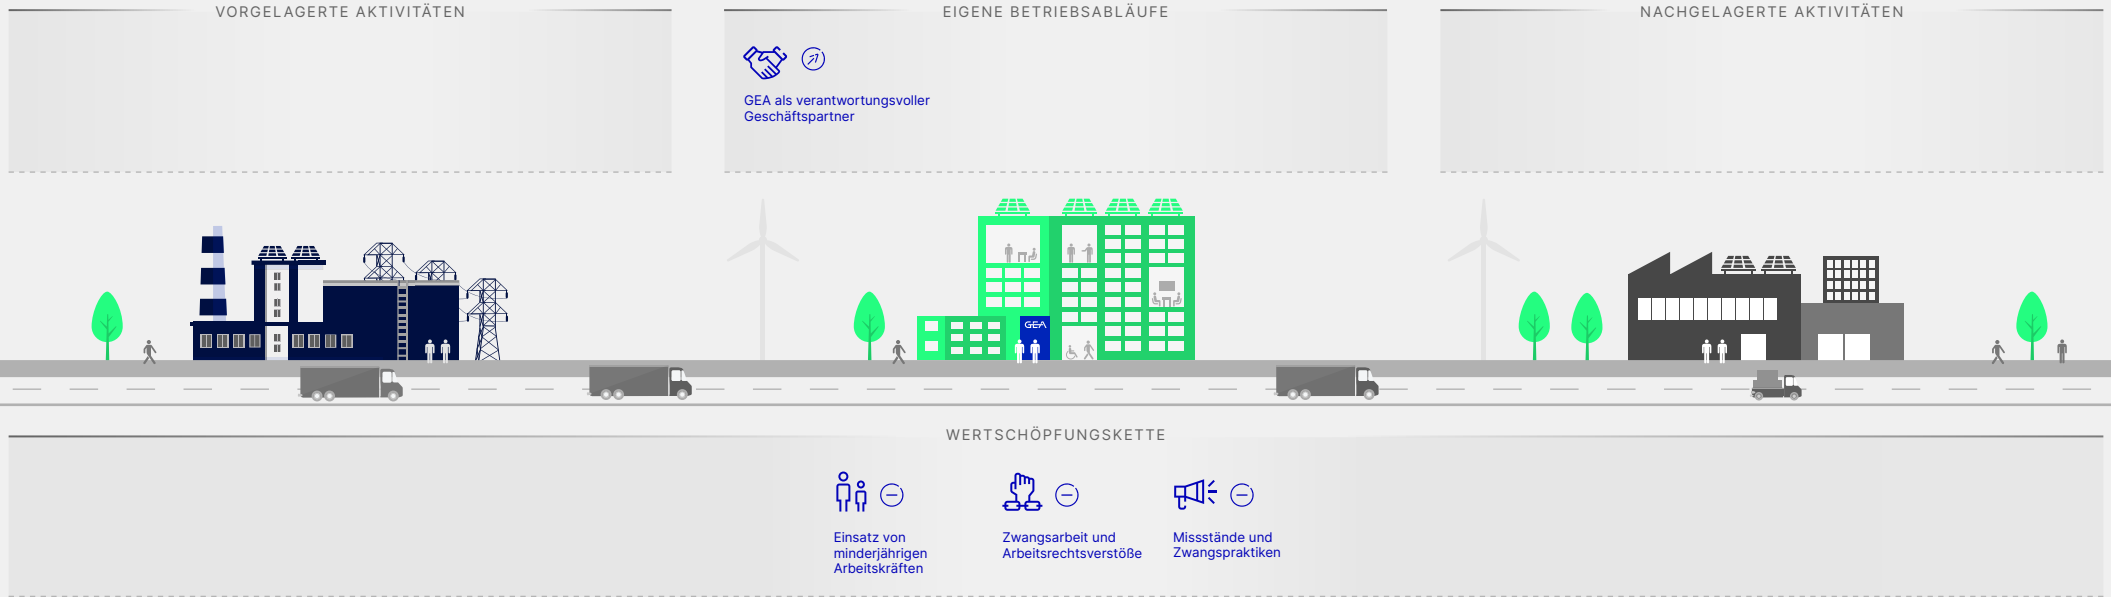 VORGELAGERTE AKTIVITÄTEN
EIGENE BETRIEBSABLÄUFE
NACHGELAGERTE AKTIVITÄTEN
GEA als verantwortungsvoller
Geschäftspartner
GEA
WERTSCHÖPFUNGSKETTE
Einsatz von
minderjährigen
Arbeitskräften
Zwangsarbeit und
Arbeitsrechtsverstöße
Missstände und
Zwangspraktiken